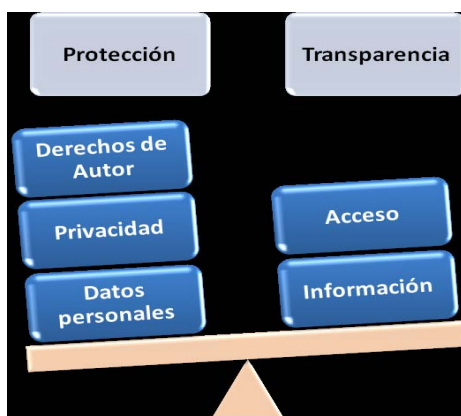 Protección
Transparencia
Derechos de
Autor
Privacidad
Datos
personales
Acceso
Información